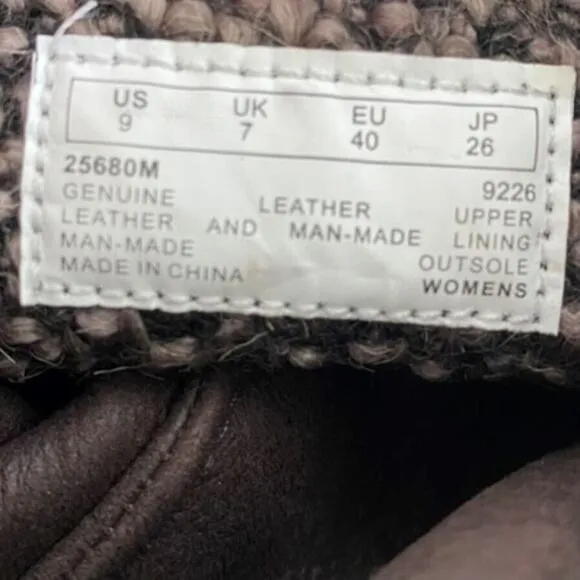 US UK EU JP
9 7 40 26
25680M 9226
GENUINE LEATHER UPPER
LEATHER AND MAN-MADE LINING
MAN-MADE OUTSOLE
MADE IN CHINA WOMENS